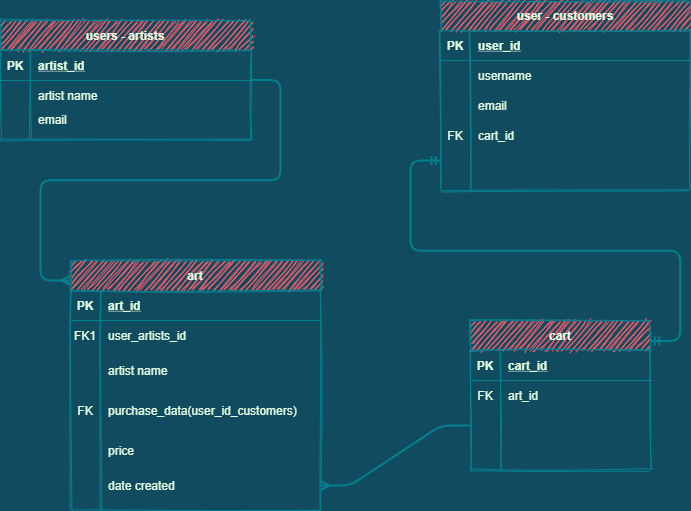 users - artists
PK artist_id
artist name
email
user - customers
PK user_id
username
email
FK cart_id
art
PK art_id
FK1 user_artists_id
artist name
FK purchase_data(user_id_customers)
price
date created
cart
PK cart_id
FK art_id